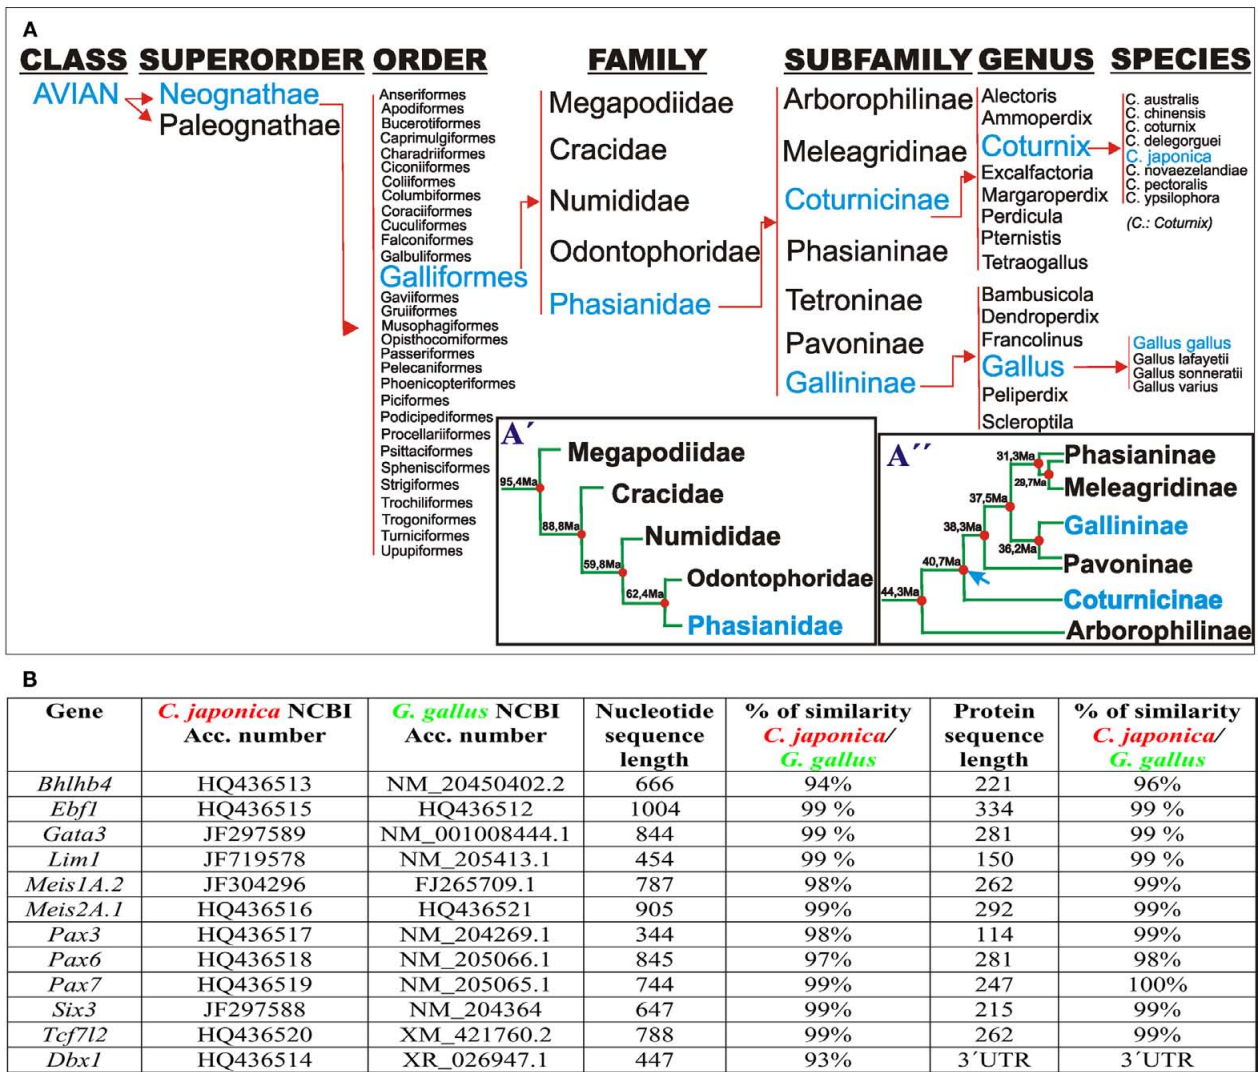 A
CLASS SUPERORDER ORDER FAMILY SUBFAMILY GENUS SPECIES
AVIAN
Neognathae
Paleognathae
Anseriformes
Apodiformes
Bucerotiformes
Caprimulgiformes
Charadriiformes
Ciconiiformes
Coliiformes
Columbiformes
Coraciiformes
Cuculiformes
Falconiformes
Galbuliformes
Galliformes
Gaviiformes
Gruiiformes
Musophagiformes
Opisthocomiformes
Passeriformes
Pelecaniformes
Phoenicopteriformes
Piciformes
Podicipediformes
Procellariiformes
Psittaciformes
Sphenisciformes
Strigiformes
Trochiliformes
Trogoniformes
Turniciformes
Upupiformes
Megapodiidae
Cracidae
Numididae
Odontophoridae
Phasianidae
Arborophilinae
Meleagridinae
Coturnicinae
Phasianinae
Tetroninae
Pavoninae
Gallininae
Alectoris
Ammoperdix
Coturnix
Excalfactoria
Margaroperdix
Perdicula
Pternistis
Tetraogallus
Bambusicola
Dendroperdix
Francolinus
Gallus
Peliperdix
Scleroptila
C. australis
C. chinensis
C. coturnix
C. delegorguei
C. japonica
C. novaezelandiae
C. pectoralis
C. ypsilophora
(C.: Coturnix)
Gallus gallus
Gallus lafayetii
Gallus sonneratii
Gallus varius
A´
Megapodiidae
95,4Ma
Cracidae
88,8Ma
Numididae
59,8Ma
Odontophoridae
62,4Ma
Phasianidae
A´´
31,3Ma
Phasianinae
29,7Ma
Meleagridinae
37,5Ma
Gallininae
38,3Ma
36,2Ma
Pavoninae
40,7Ma
Coturnicinae
44,3Ma
Arborophilinae
B
Gene C. japonica NCBI G. gallus NCBI Nucleotide % of similarity Protein % of similarity
Acc. number Acc. number sequence C. japonica/ sequence C. japonica/
length G. gallus length G. gallus
Bhlhb4 HQ436513 NM_20450402.2 666 94% 221 96%
Ebf1 HQ436515 HQ436512 1004 99 % 334 99 %
Gata3 JF297589 NM_001008444.1 844 99 % 281 99 %
Lim1 JF719578 NM_205413.1 454 99 % 150 99 %
Meis1A.2 JF304296 FJ265709.1 787 98% 262 99%
Meis2A.1 HQ436516 HQ436521 905 99% 292 99%
Pax3 HQ436517 NM_204269.1 344 98% 114 99%
Pax6 HQ436518 NM_205066.1 845 97% 281 98%
Pax7 HQ436519 NM_205065.1 744 99% 247 100%
Six3 JF297588 NM_204364 647 99% 215 99%
Tcf7l2 HQ436520 XM_421760.2 788 99% 262 99%
Dbx1 HQ436514 XR_026947.1 447 93% 3´UTR 3´UTR